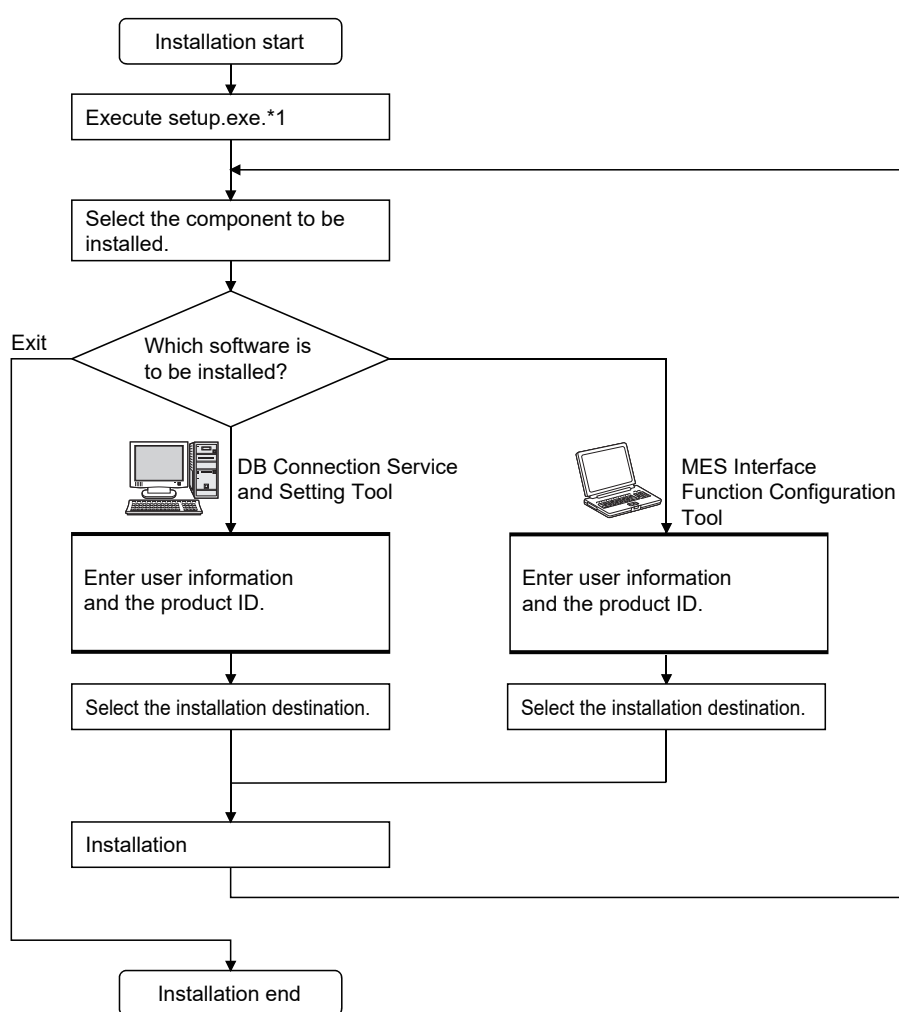 Installation start
Execute setup.exe.*1
Select the component to be
installed.
Exit
Which software is
to be installed?
DB Connection Service
and Setting Tool
MES Interface
Function Configuration
Tool
Enter user information
and the product ID.
Enter user information
and the product ID.
Select the installation destination.
Select the installation destination.
Installation
Installation end